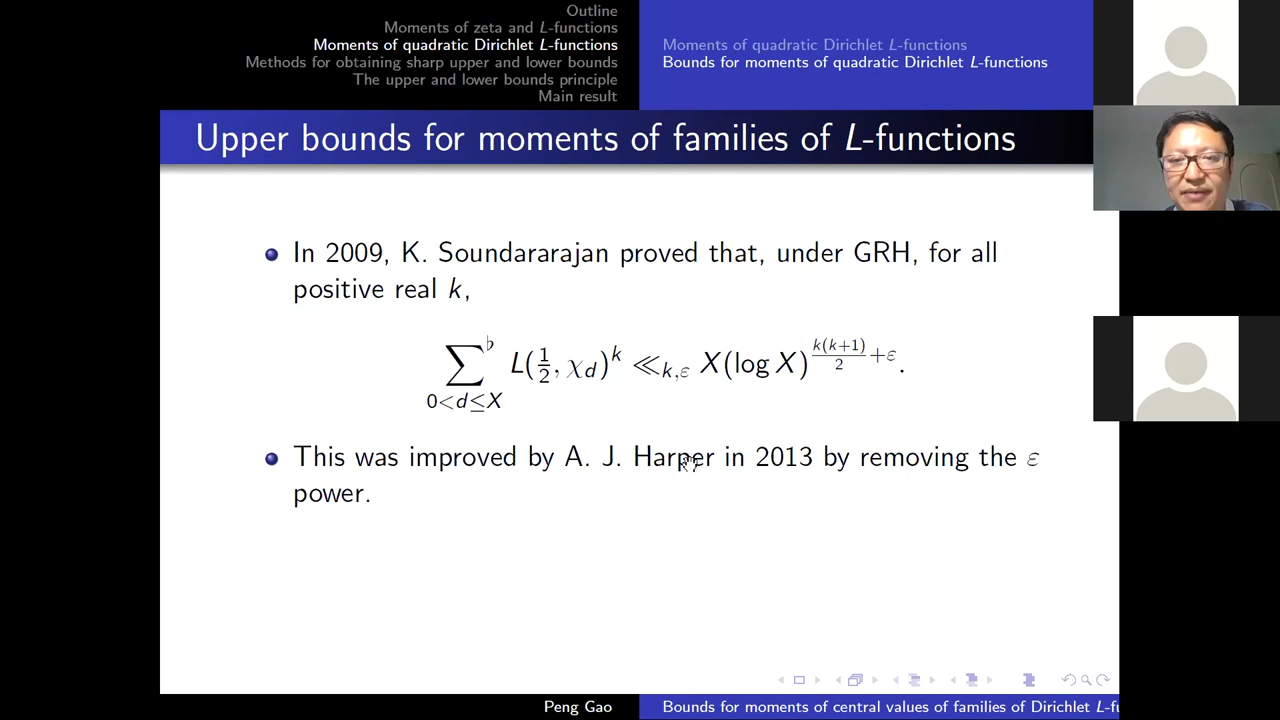 Outline
Moments of zeta and L-functions
Moments of quadratic Dirichlet L-functions
Methods for obtaining sharp upper and lower bounds
The upper and lower bounds principle
Main result
Moments of quadratic Dirichlet L-functions
Bounds for moments of quadratic Dirichlet L-functions
Upper bounds for moments of families of L-functions
In 2009, K. Soundararajan proved that, under GRH, for all
positive real k,
∑♭ 0<d≤X L(1/2, χ_d)^k ≪_{k,ε} X(log X)^{k(k+1)/2+ε}.
This was improved by A. J. Harper in 2013 by removing the ε
power.
Peng Gao
Bounds for moments of central values of families of Dirichlet L-fu